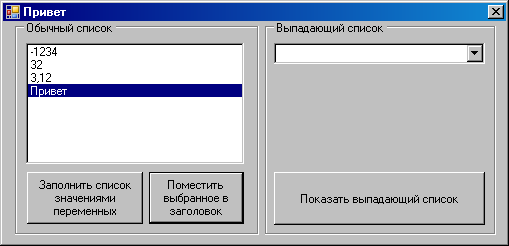 Привет
Обычный список
-1234
32
3,12
Привет
Заполнить список
значениями
переменных
Поместить
выбранное в
заголовок
Выпадающий список
Показать выпадающий список